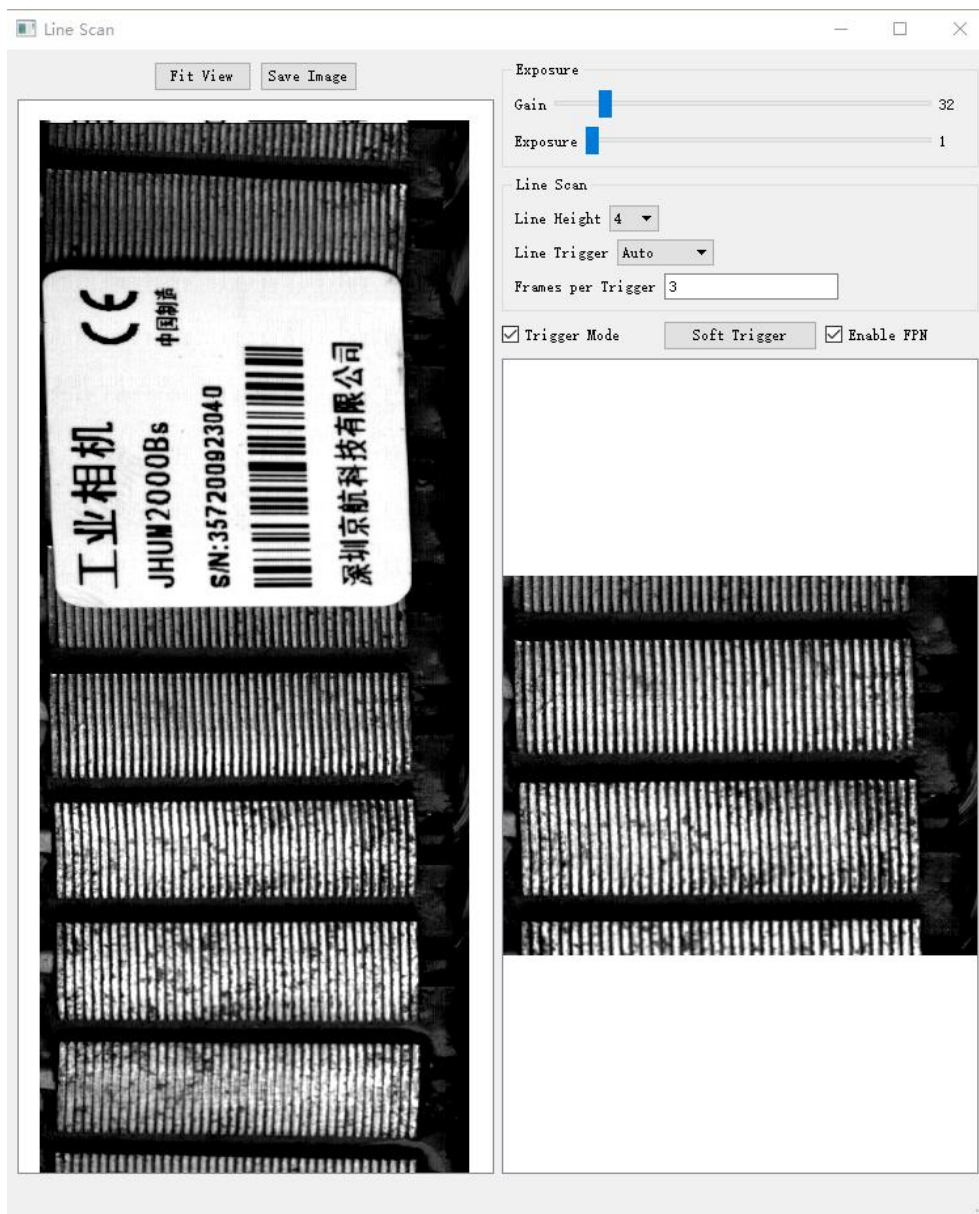 Line Scan
Fit View
Save Image
Exposure
Gain
32
Exposure
1
Line Scan
Line Height 4
Line Trigger Auto
Frames per Trigger 3
Trigger Mode
Soft Trigger
Enable FPN
CE
中国制造
工业相机
JHUM2000Bs
S/N:357200923040
深圳京航科技有限公司